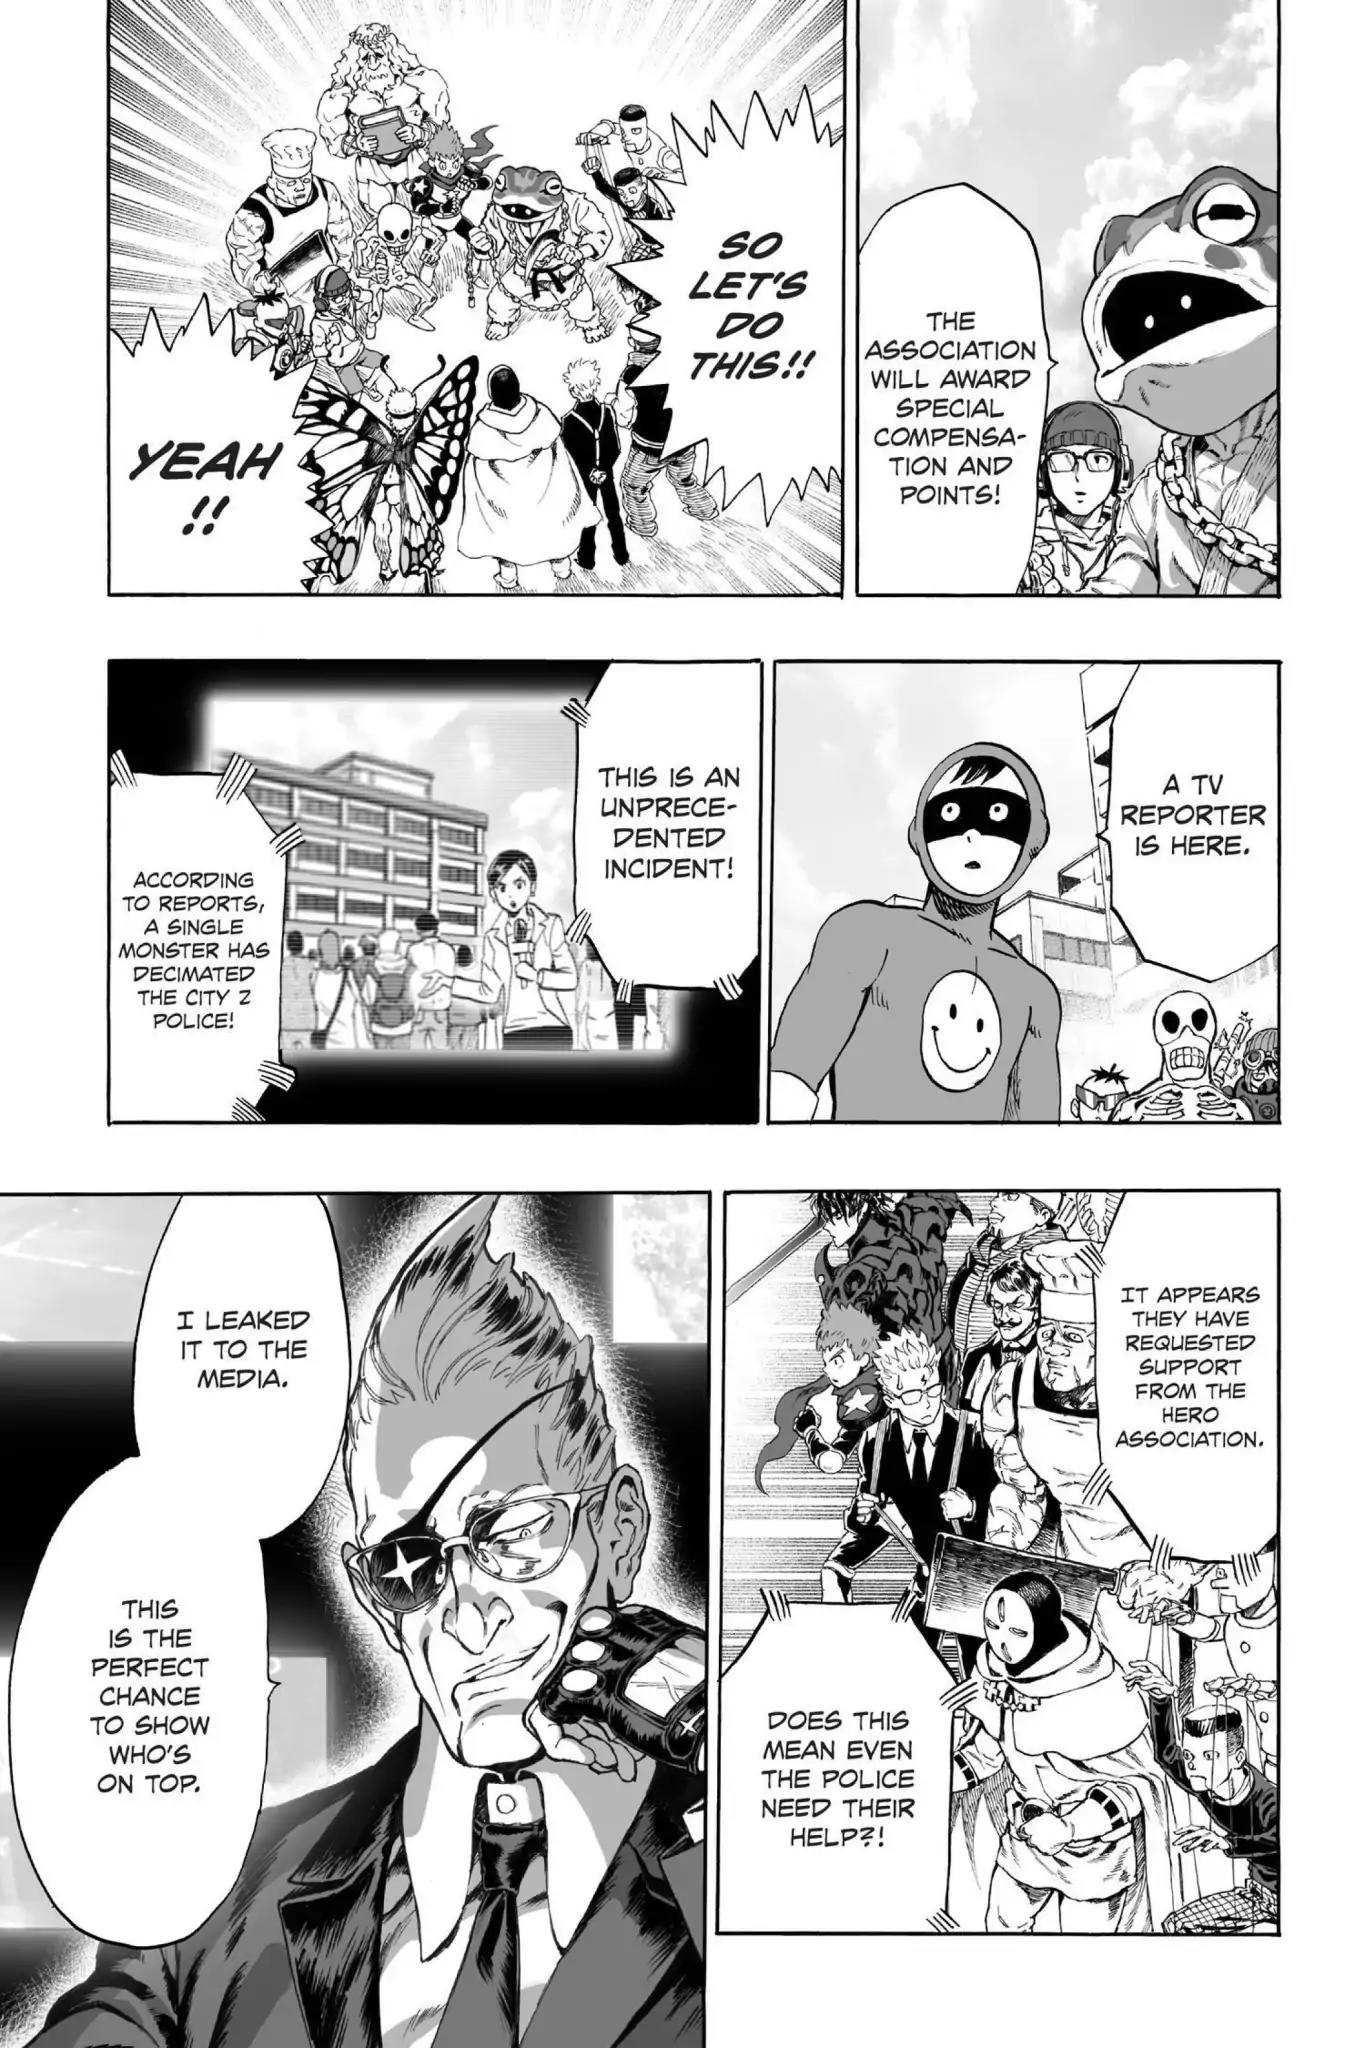 THE
ASSOCIATION
WILL AWARD
SPECIAL
COMPENSA-
TION AND
POINTS!
SO
LET'S
DO
THIS!!
YEAH
!!
A TV
REPORTER
IS HERE.
THIS IS AN
UNPRECE-
DENTED
INCIDENT!
ACCORDING
TO REPORTS,
A SINGLE
MONSTER HAS
DECIMATED
THE CITY Z
POLICE!
IT APPEARS
THEY HAVE
REQUESTED
SUPPORT
FROM THE
HERO
ASSOCIATION.
DOES THIS
MEAN EVEN
THE POLICE
NEED THEIR
HELP?!
I LEAKED
IT TO THE
MEDIA.
THIS
IS THE
PERFECT
CHANCE
TO SHOW
WHO'S
ON TOP.